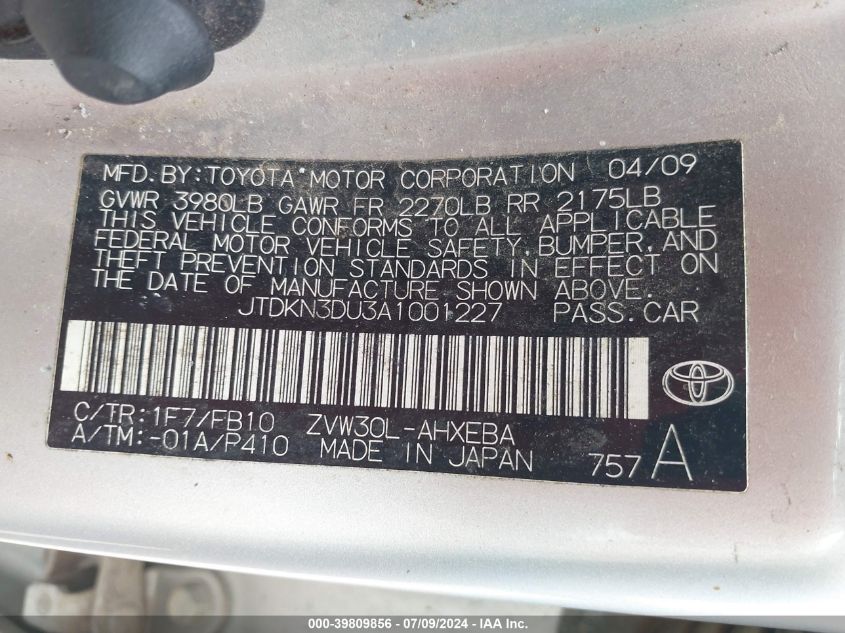 MFD. BY: TOYOTA MOTOR CORPORATION 04/09
GVWR 3980LB GAWR FR 2270LB RR 2175LB
THIS VEHICLE CONFORMS TO ALL APPLICABLE
FEDERAL MOTOR VEHICLE SAFETY, BUMPER, AND
THEFT PREVENTION STANDARDS IN EFFECT ON
THE DATE OF MANUFACTURE SHOWN ABOVE.
JTDKN3DU3A1001227 PASS. CAR
C/TR: 1F7/FB10 ZVW30L-AHXEBA
A/TM: -01A/P410 MADE IN JAPAN 757 A
000-39809856 - 07/09/2024 - IAA, Inc.